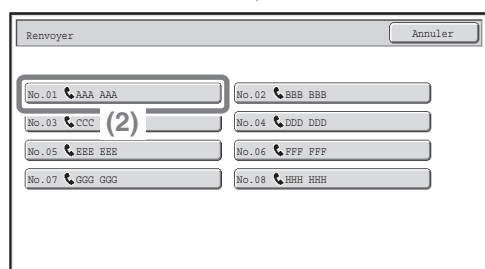 Renvoyer Annuler
No.01 AAA AAA No.02 BBB BBB
No.03 CCC (2) No.04 DDD DDD
No.05 EEE EEE No.06 FFF FFF
No.07 GGG GGG No.08 HHH HHH